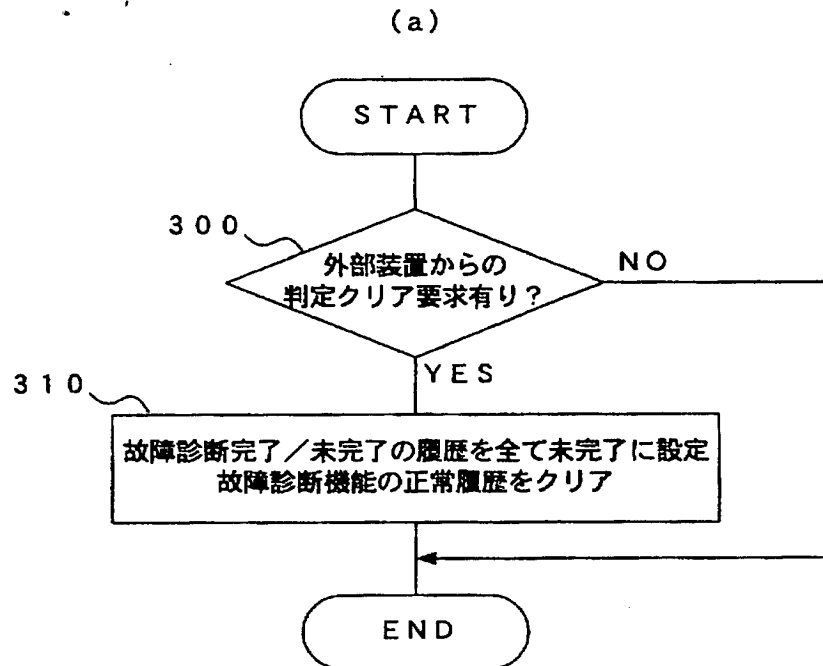 (a)
START
300
外部装置からの
判定クリア要求有り?
NO
YES
310
故障診断完了/未完了の履歴を全て未完了に設定
故障診断機能の正常履歴をクリア
END